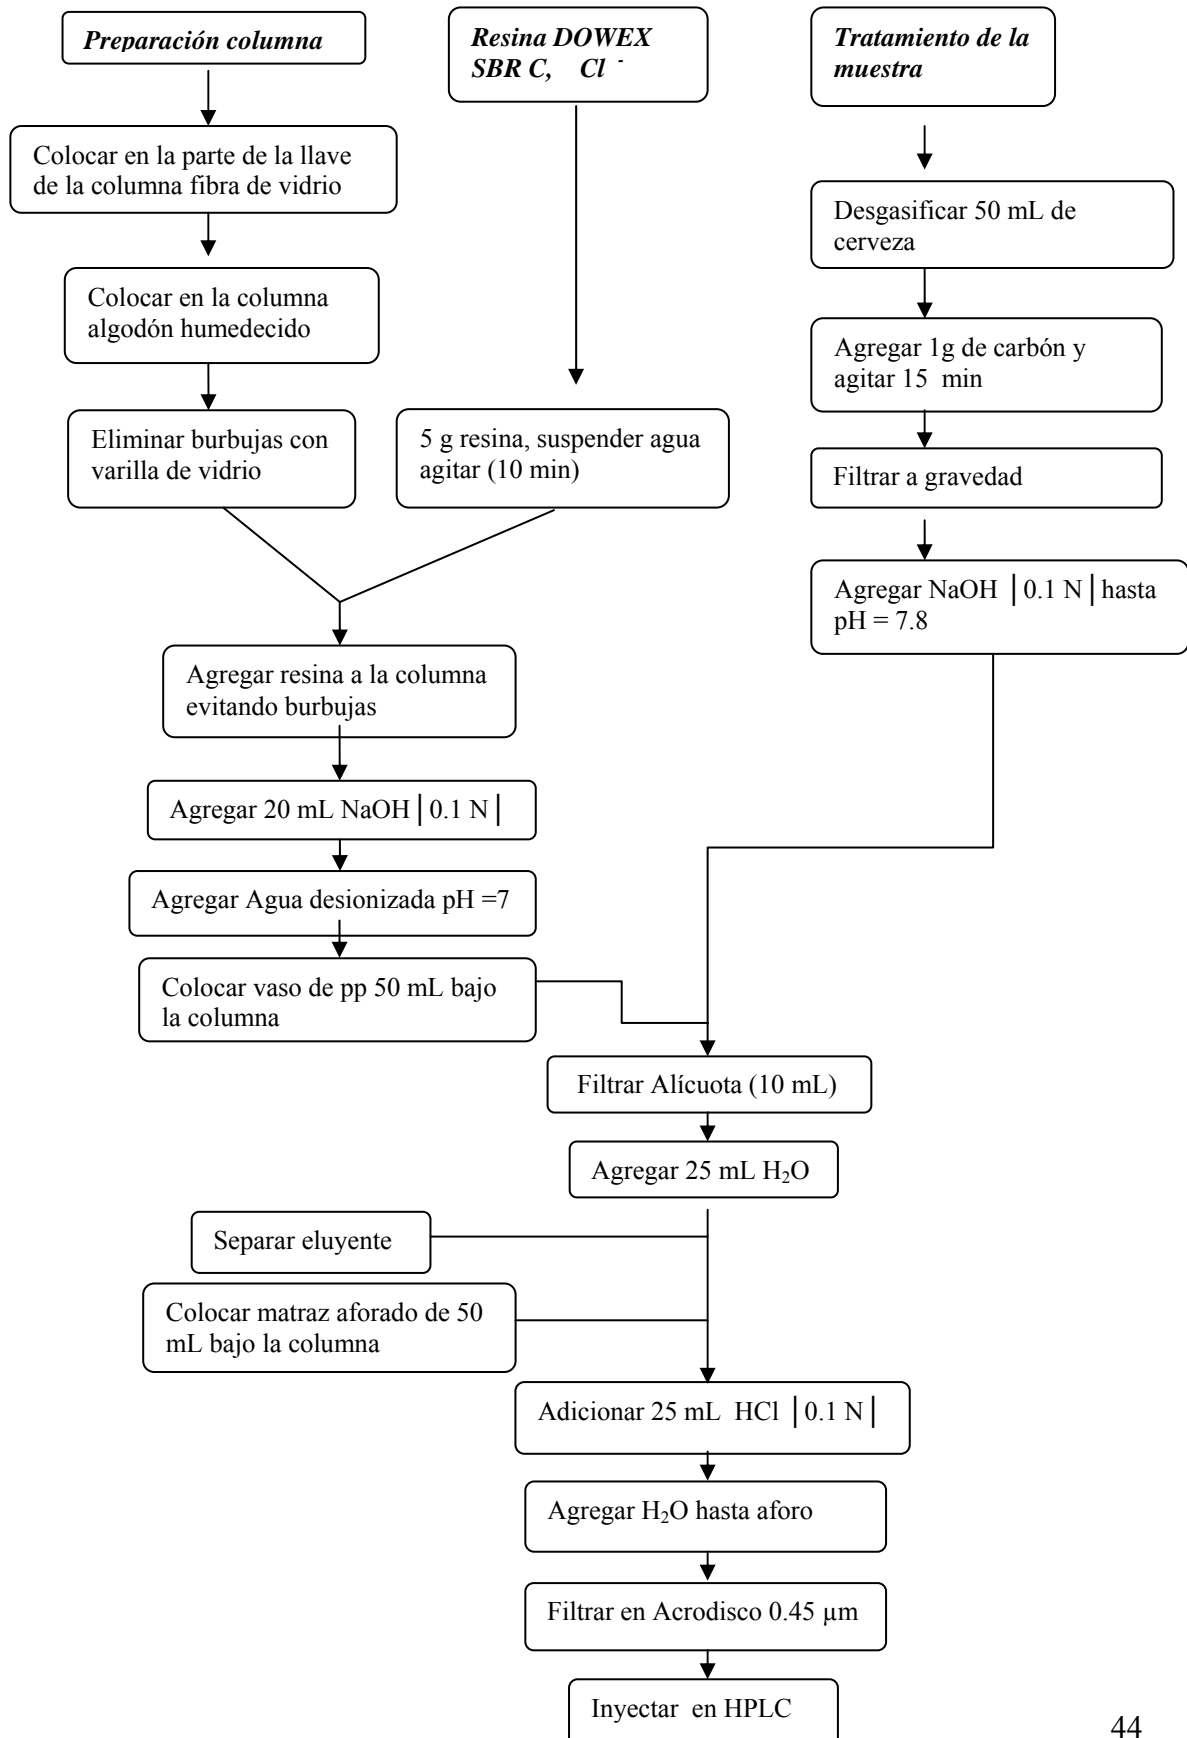 Preparación columna
Resina DOWEX
SBR C, Cl ⁻
Tratamiento de la
muestra
Colocar en la parte de la llave
de la columna fibra de vidrio
Desgasificar 50 mL de
cerveza
Colocar en la columna
algodón humedecido
Agregar 1g de carbón y
agitar 15 min
Eliminar burbujas con
varilla de vidrio
5 g resina, suspender agua
agitar (10 min)
Filtrar a gravedad
Agregar NaOH │0.1 N│hasta
pH = 7.8
Agregar resina a la columna
evitando burbujas
Agregar 20 mL NaOH│0.1 N│
Agregar Agua desionizada pH =7
Colocar vaso de pp 50 mL bajo
la columna
Filtrar Alícuota (10 mL)
Agregar 25 mL H₂O
Separar eluyente
Colocar matraz aforado de 50
mL bajo la columna
Adicionar 25 mL HCl │0.1 N│
Agregar H₂O hasta aforo
Filtrar en Acrodisco 0.45 µm
Inyectar en HPLC
44